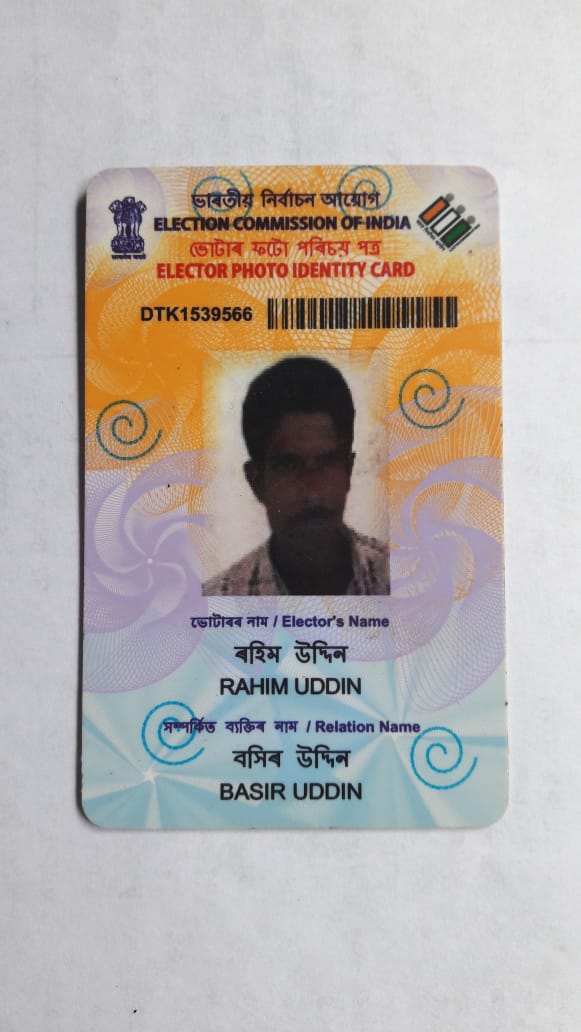 ভাৰতীয় নিৰ্বাচন আয়োগ
ELECTION COMMISSION OF INDIA
ভোটাৰ ফটো পৰিচয় পত্ৰ
ELECTOR PHOTO IDENTITY CARD
DTK1539566
ভোটাৰৰ নাম / Elector's Name
ৰহিম উদ্দিন
RAHIM UDDIN
সম্পৰ্কিত ব্যক্তিৰ নাম / Relation Name
বসিৰ উদ্দিন
BASIR UDDIN